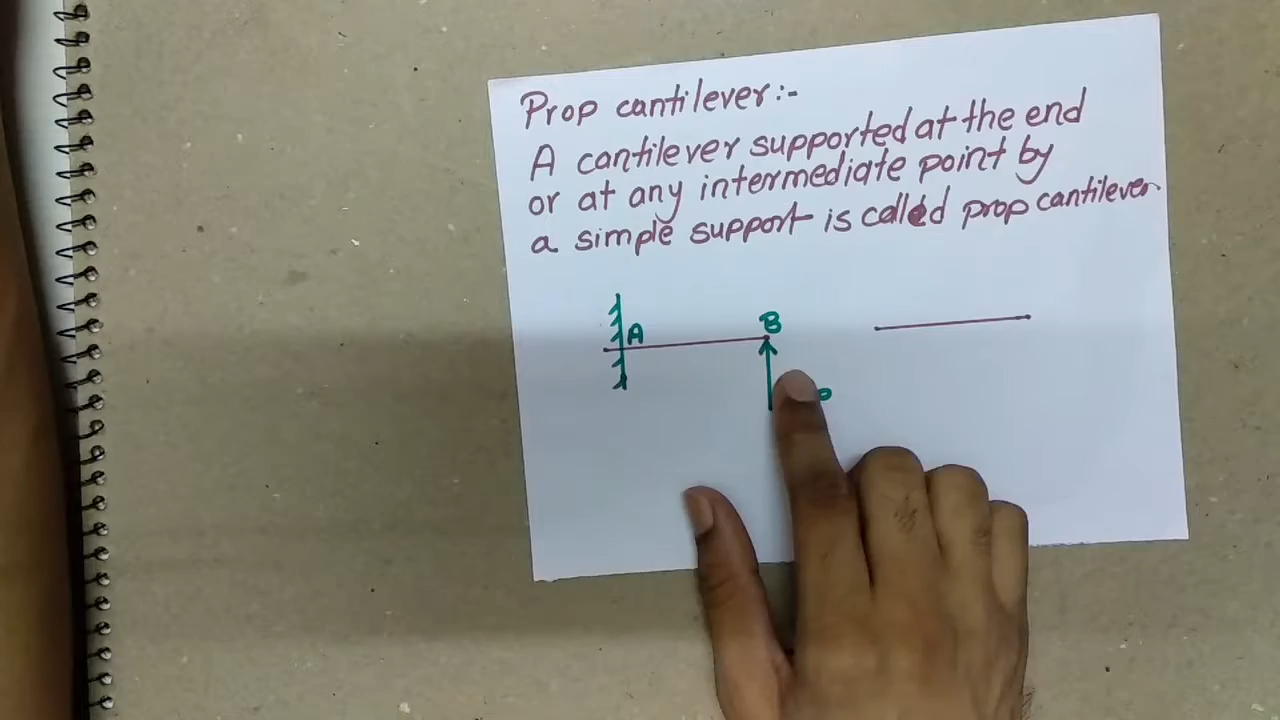 Prop cantilever:-
A cantilever supported at the end
or at any intermediate point by
a simple support is called prop cantilever
A
B